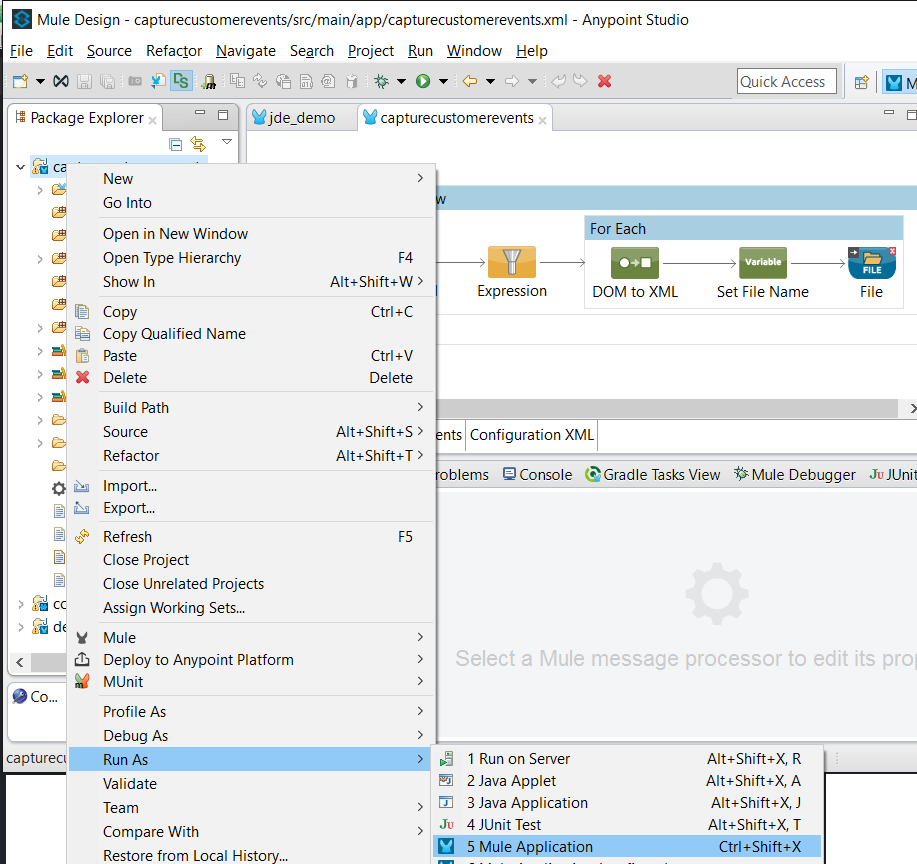 Mule Design - capturecustomerevents/src/main/app/capturecustomerevents.xml - Anypoint Studio
File Edit Source Refactor Navigate Search Project Run Window Help
Quick Access
Package Explorer
jde_demo
capturecustomerevents
New
Go Into
Open in New Window
Open Type Hierarchy F4
Show In Alt+Shift+W
Copy Ctrl+C
Copy Qualified Name
Paste Ctrl+V
Delete Delete
Build Path
Source Alt+Shift+S
Refactor Alt+Shift+T
Import...
Export...
Refresh F5
Close Project
Close Unrelated Projects
Assign Working Sets...
Mule
Deploy to Anypoint Platform
MUnit
Profile As
Debug As
Run As
Validate
Team
Compare With
Restore from Local History...
1 Run on Server Alt+Shift+X, R
2 Java Applet Alt+Shift+X, A
3 Java Application Alt+Shift+X, J
4 JUnit Test Alt+Shift+X, T
5 Mule Application Ctrl+Shift+X
For Each
Expression
DOM to XML
Variable
Set File Name
FILE
File
ents Configuration XML
roblems Console Gradle Tasks View Mule Debugger JUnit
Select a Mule message processor to edit its prop
Co...
capturecu